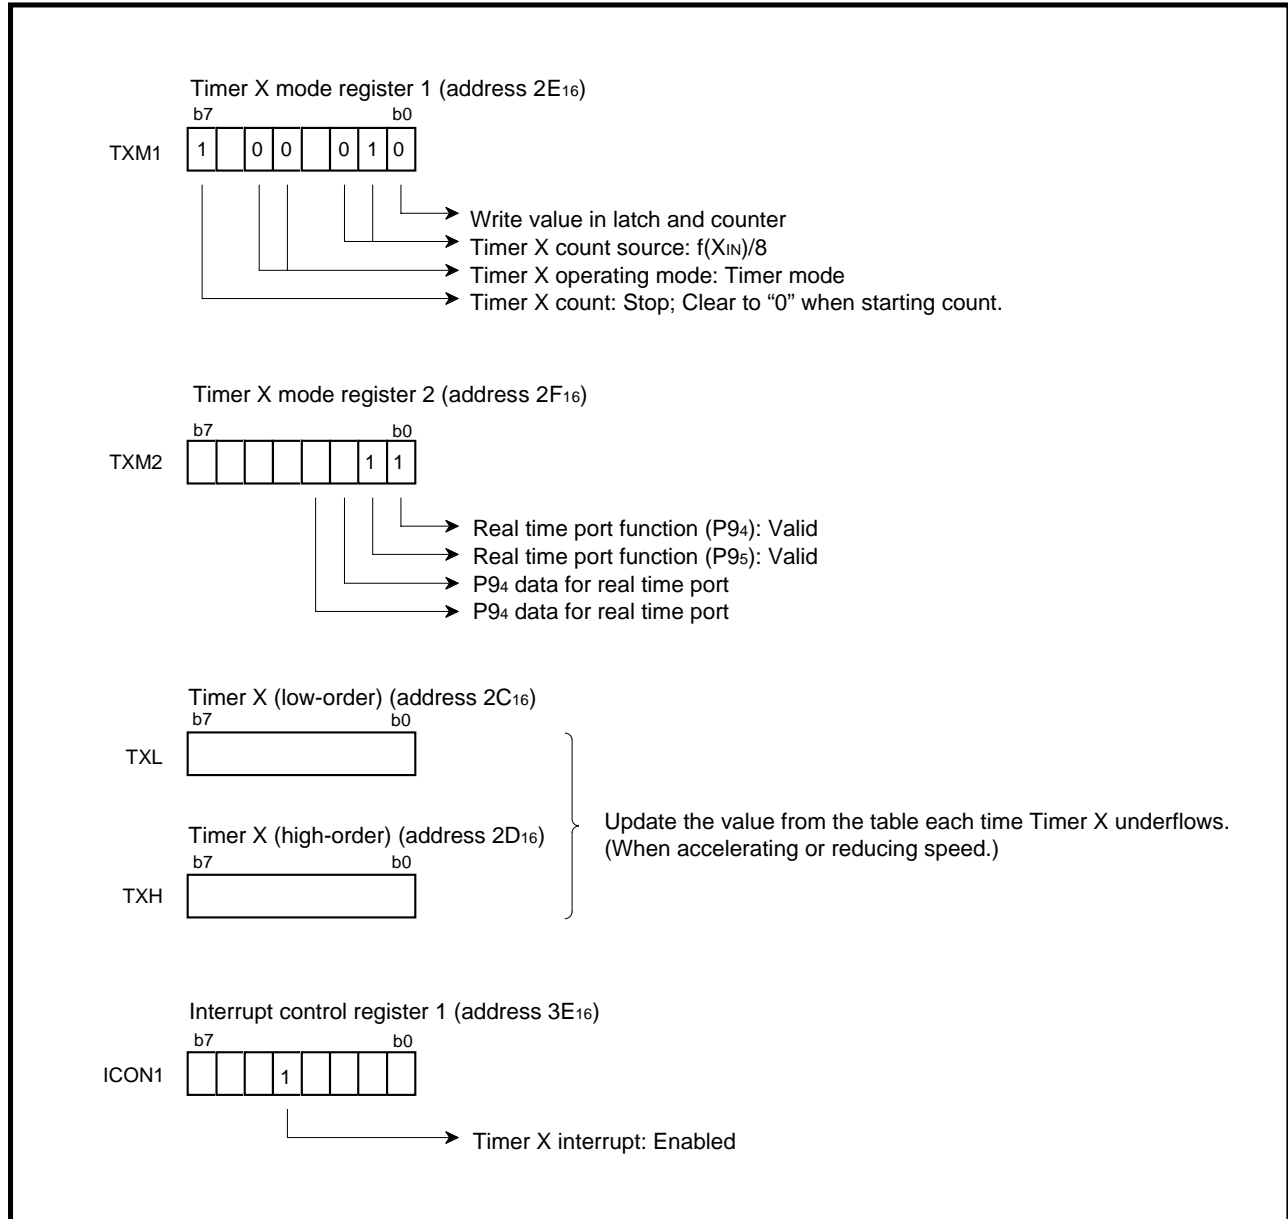 Timer X mode register 1 (address 2E16)
b7 b0
TXM1 1 0 0 0 1 0
Write value in latch and counter
Timer X count source: f(XIN)/8
Timer X operating mode: Timer mode
Timer X count: Stop; Clear to “0” when starting count.
Timer X mode register 2 (address 2F16)
b7 b0
TXM2 1 1
Real time port function (P94): Valid
Real time port function (P95): Valid
P94 data for real time port
P94 data for real time port
Timer X (low-order) (address 2C16)
b7 b0
TXL
Timer X (high-order) (address 2D16)
b7 b0
TXH
Update the value from the table each time Timer X underflows.
(When accelerating or reducing speed.)
Interrupt control register 1 (address 3E16)
b7 b0
ICON1 1
Timer X interrupt: Enabled